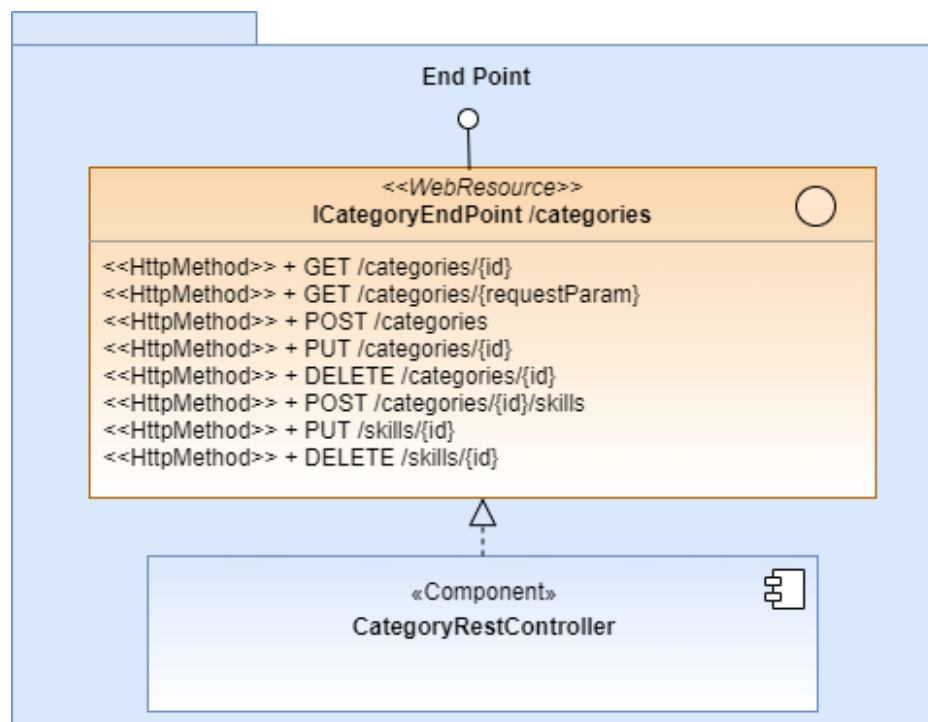 End Point
<<WebResource>>
ICategoryEndPoint /categories
<<HttpMethod>> + GET /categories/{id}
<<HttpMethod>> + GET /categories/{requestParam}
<<HttpMethod>> + POST /categories
<<HttpMethod>> + PUT /categories/{id}
<<HttpMethod>> + DELETE /categories/{id}
<<HttpMethod>> + POST /categories/{id}/skills
<<HttpMethod>> + PUT /skills/{id}
<<HttpMethod>> + DELETE /skills/{id}
«Component»
CategoryRestController